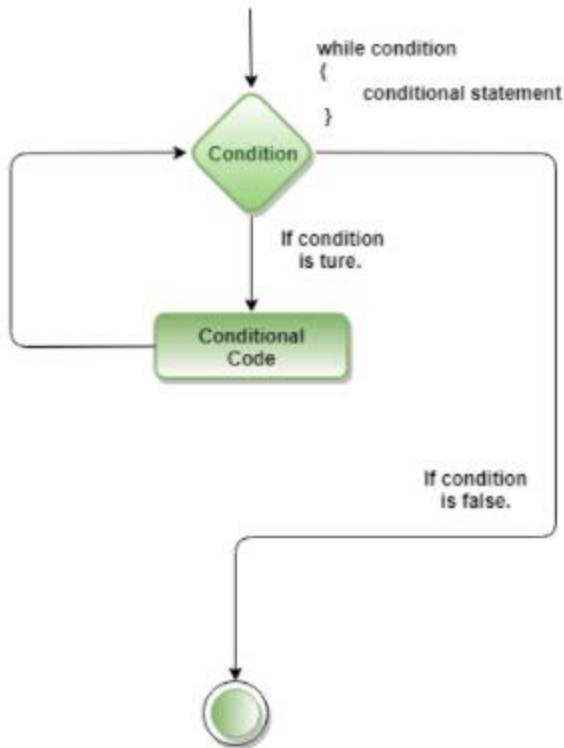 while condition
{
conditional statement
}
Condition
If condition
is ture.
Conditional
Code
If condition
is false.